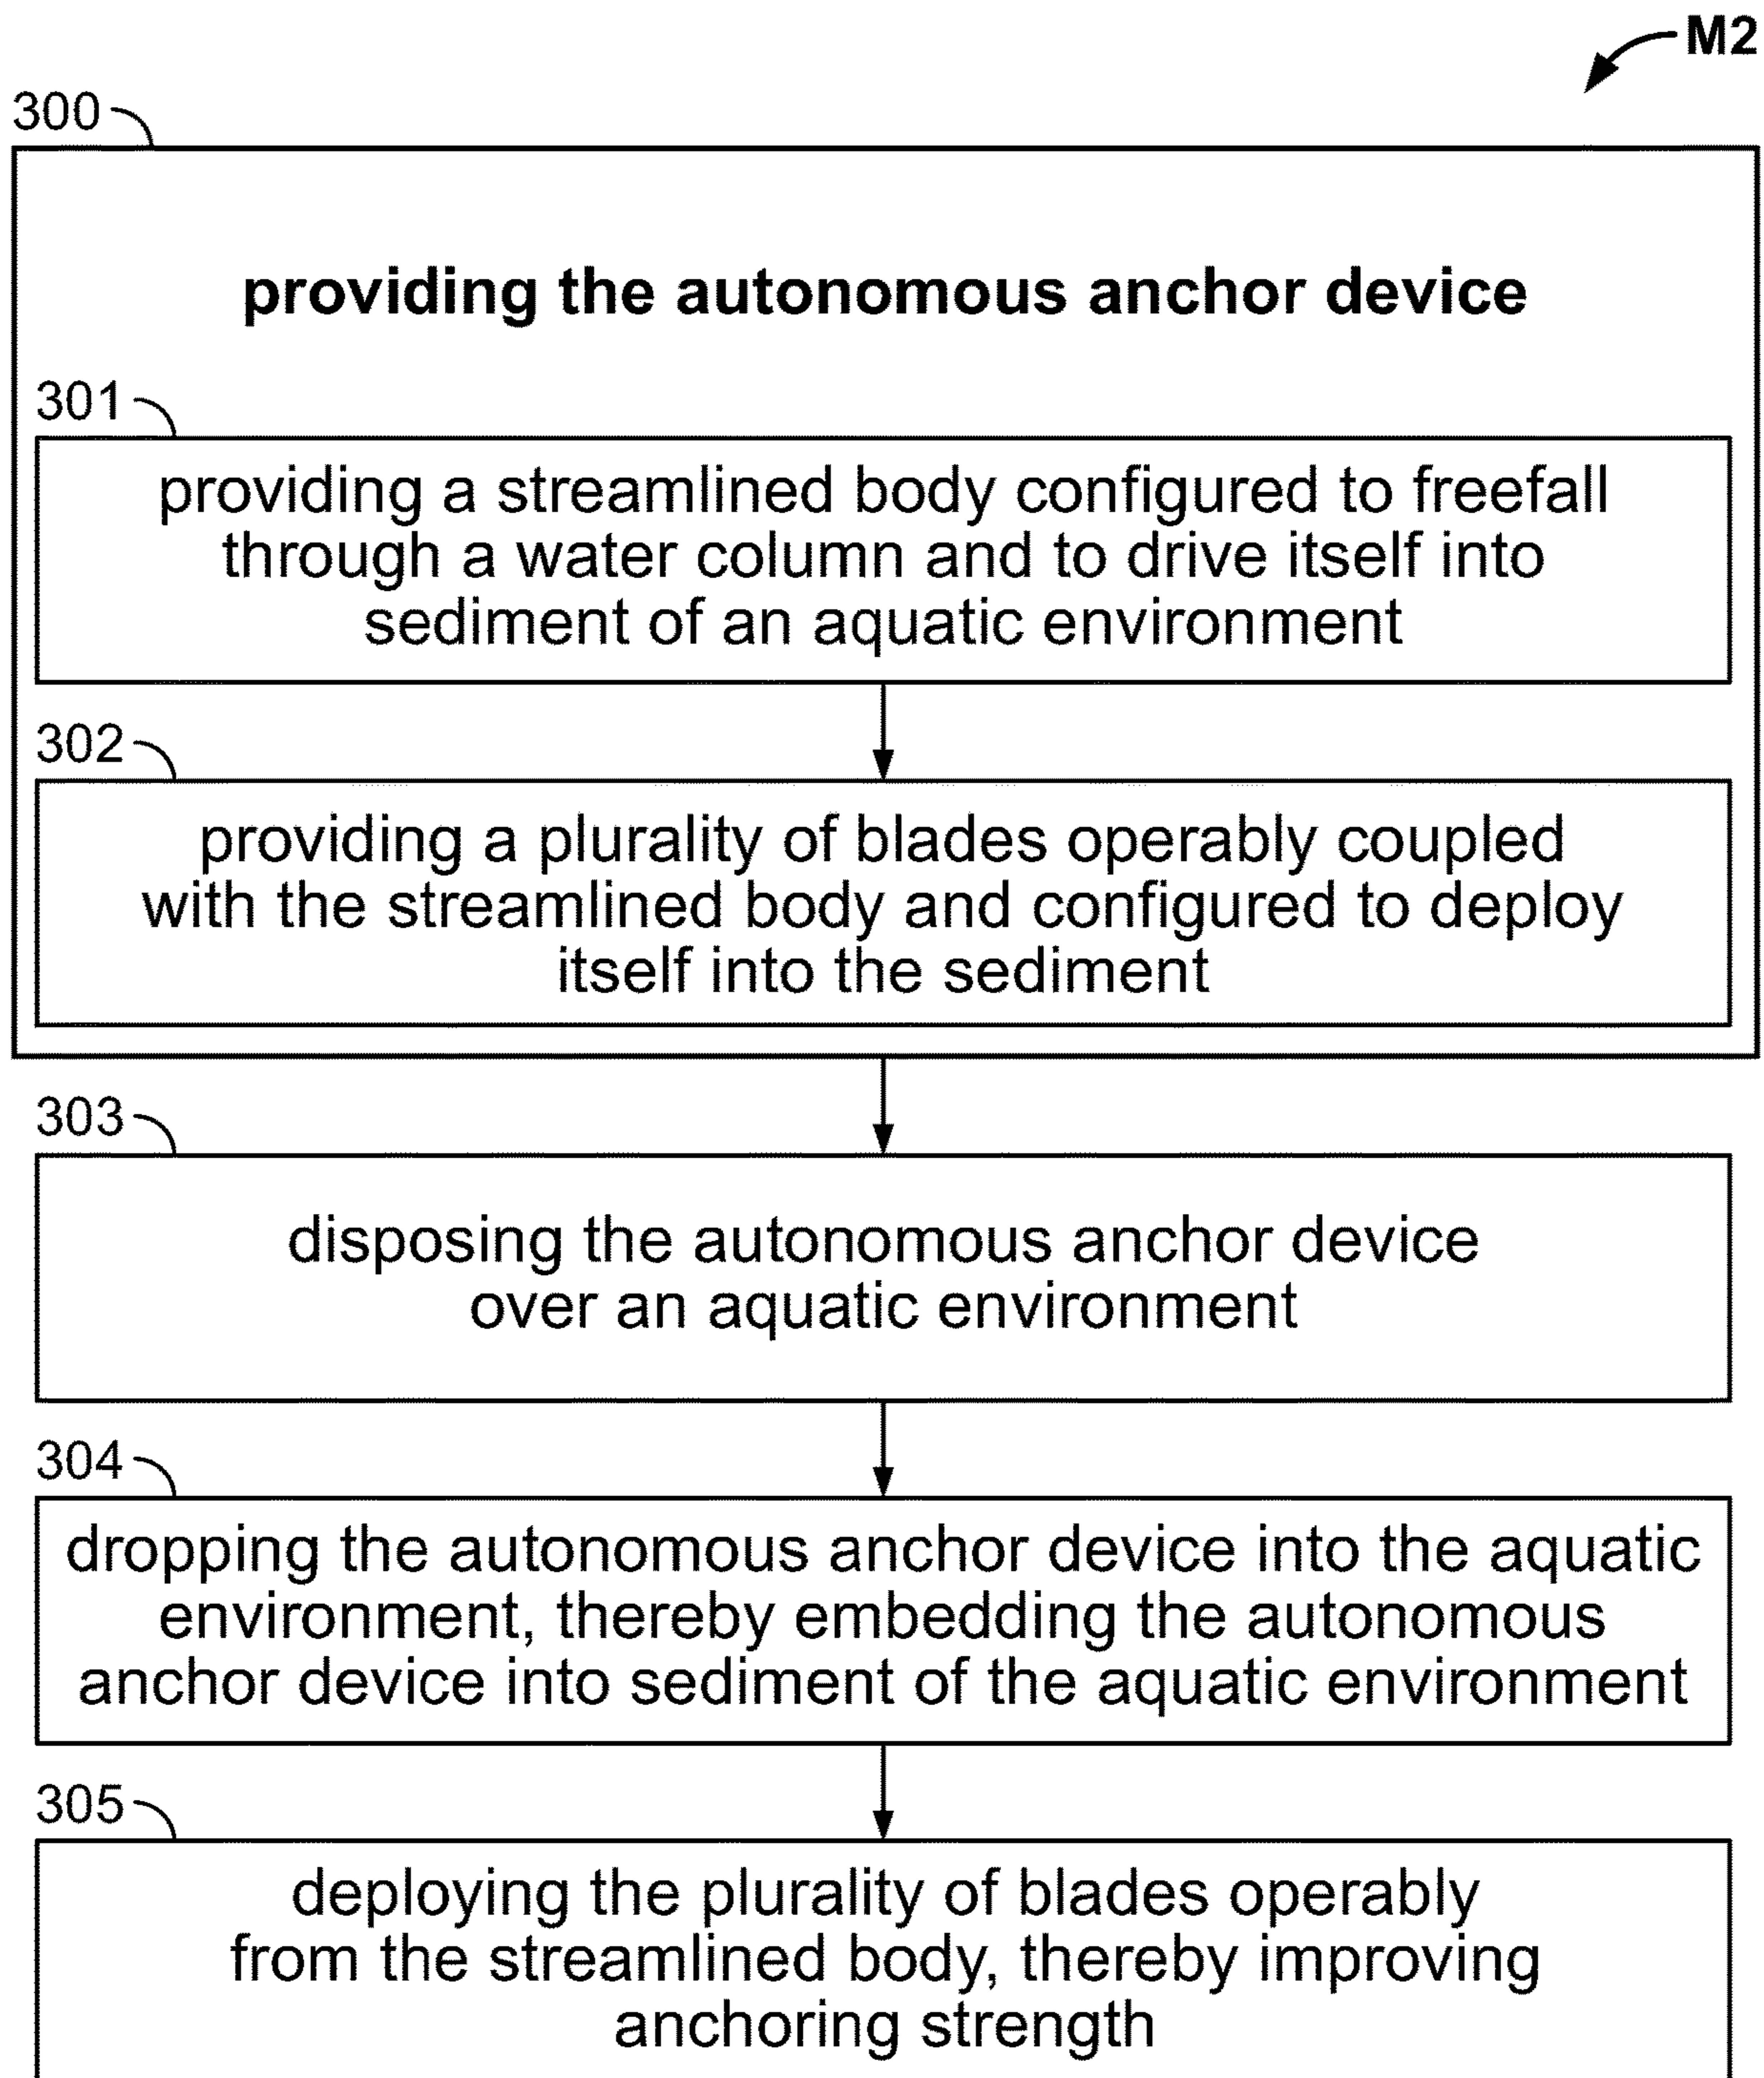 M2
300
providing the autonomous anchor device
301
providing a streamlined body configured to freefall
through a water column and to drive itself into
sediment of an aquatic environment
302
providing a plurality of blades operably coupled
with the streamlined body and configured to deploy
itself into the sediment
303
disposing the autonomous anchor device
over an aquatic environment
304
dropping the autonomous anchor device into the aquatic
environment, thereby embedding the autonomous
anchor device into sediment of the aquatic environment
305
deploying the plurality of blades operably
from the streamlined body, thereby improving
anchoring strength